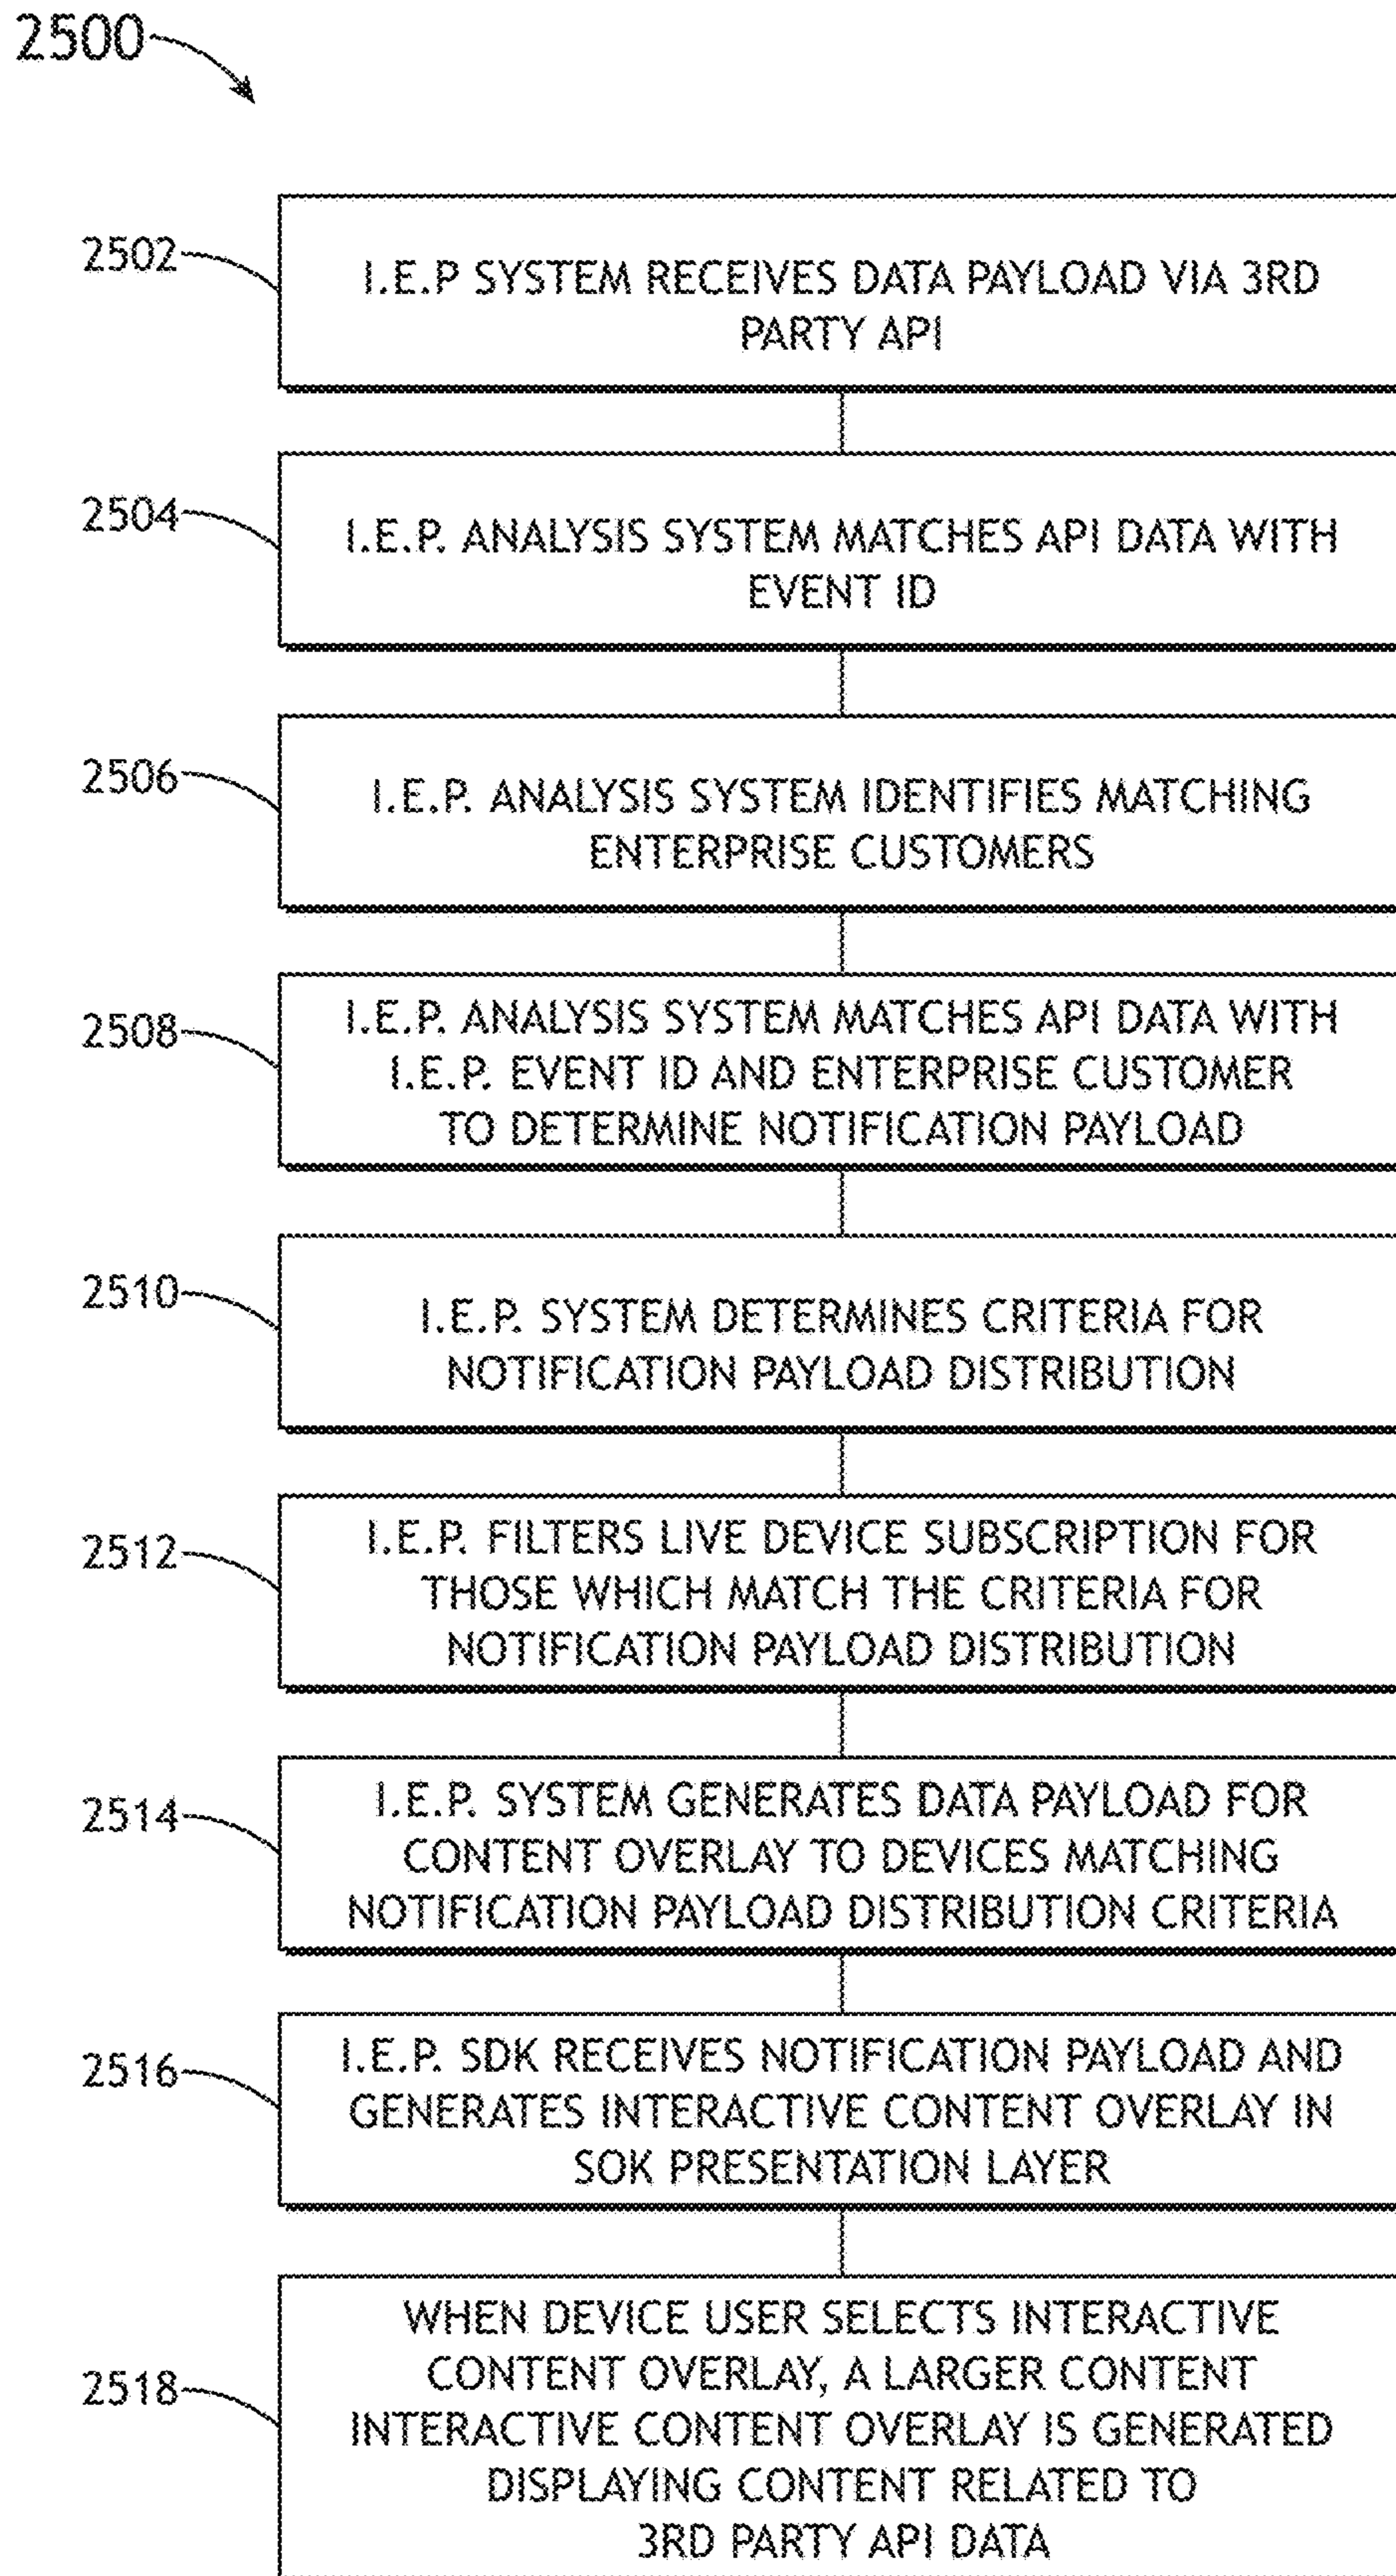 2500
2502
I.E.P SYSTEM RECEIVES DATA PAYLOAD VIA 3RD
PARTY API
2504
I.E.P. ANALYSIS SYSTEM MATCHES API DATA WITH
EVENT ID
2506
I.E.P. ANALYSIS SYSTEM IDENTIFIES MATCHING
ENTERPRISE CUSTOMERS
2508
I.E.P. ANALYSIS SYSTEM MATCHES API DATA WITH
I.E.P. EVENT ID AND ENTERPRISE CUSTOMER
TO DETERMINE NOTIFICATION PAYLOAD
2510
I.E.P. SYSTEM DETERMINES CRITERIA FOR
NOTIFICATION PAYLOAD DISTRIBUTION
2512
I.E.P. FILTERS LIVE DEVICE SUBSCRIPTION FOR
THOSE WHICH MATCH THE CRITERIA FOR
NOTIFICATION PAYLOAD DISTRIBUTION
2514
I.E.P. SYSTEM GENERATES DATA PAYLOAD FOR
CONTENT OVERLAY TO DEVICES MATCHING
NOTIFICATION PAYLOAD DISTRIBUTION CRITERIA
2516
I.E.P. SDK RECEIVES NOTIFICATION PAYLOAD AND
GENERATES INTERACTIVE CONTENT OVERLAY IN
SOK PRESENTATION LAYER
2518
WHEN DEVICE USER SELECTS INTERACTIVE
CONTENT OVERLAY, A LARGER CONTENT
INTERACTIVE CONTENT OVERLAY IS GENERATED
DISPLAYING CONTENT RELATED TO
3RD PARTY API DATA